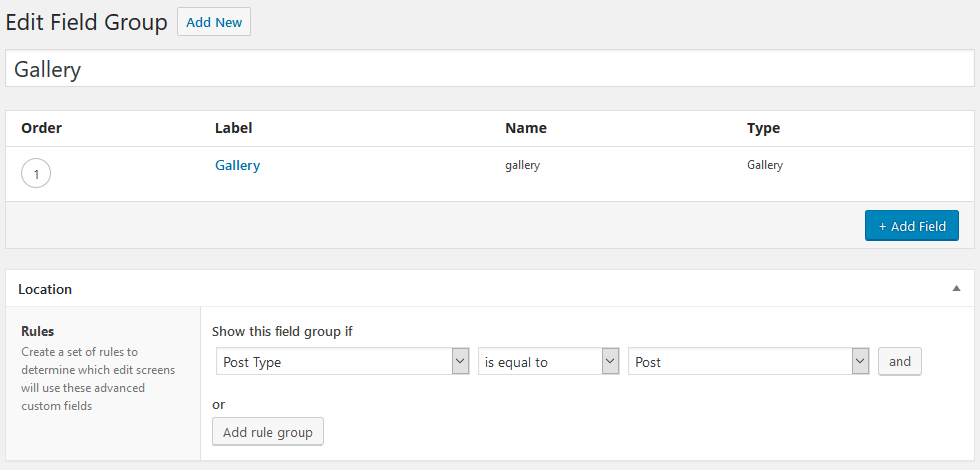 Edit Field Group Add New
Gallery
Order Label Name Type
1 Gallery gallery Gallery
+ Add Field
Location
Rules
Create a set of rules to
determine which edit screens
will use these advanced
custom fields
Show this field group if
Post Type is equal to Post and
or
Add rule group